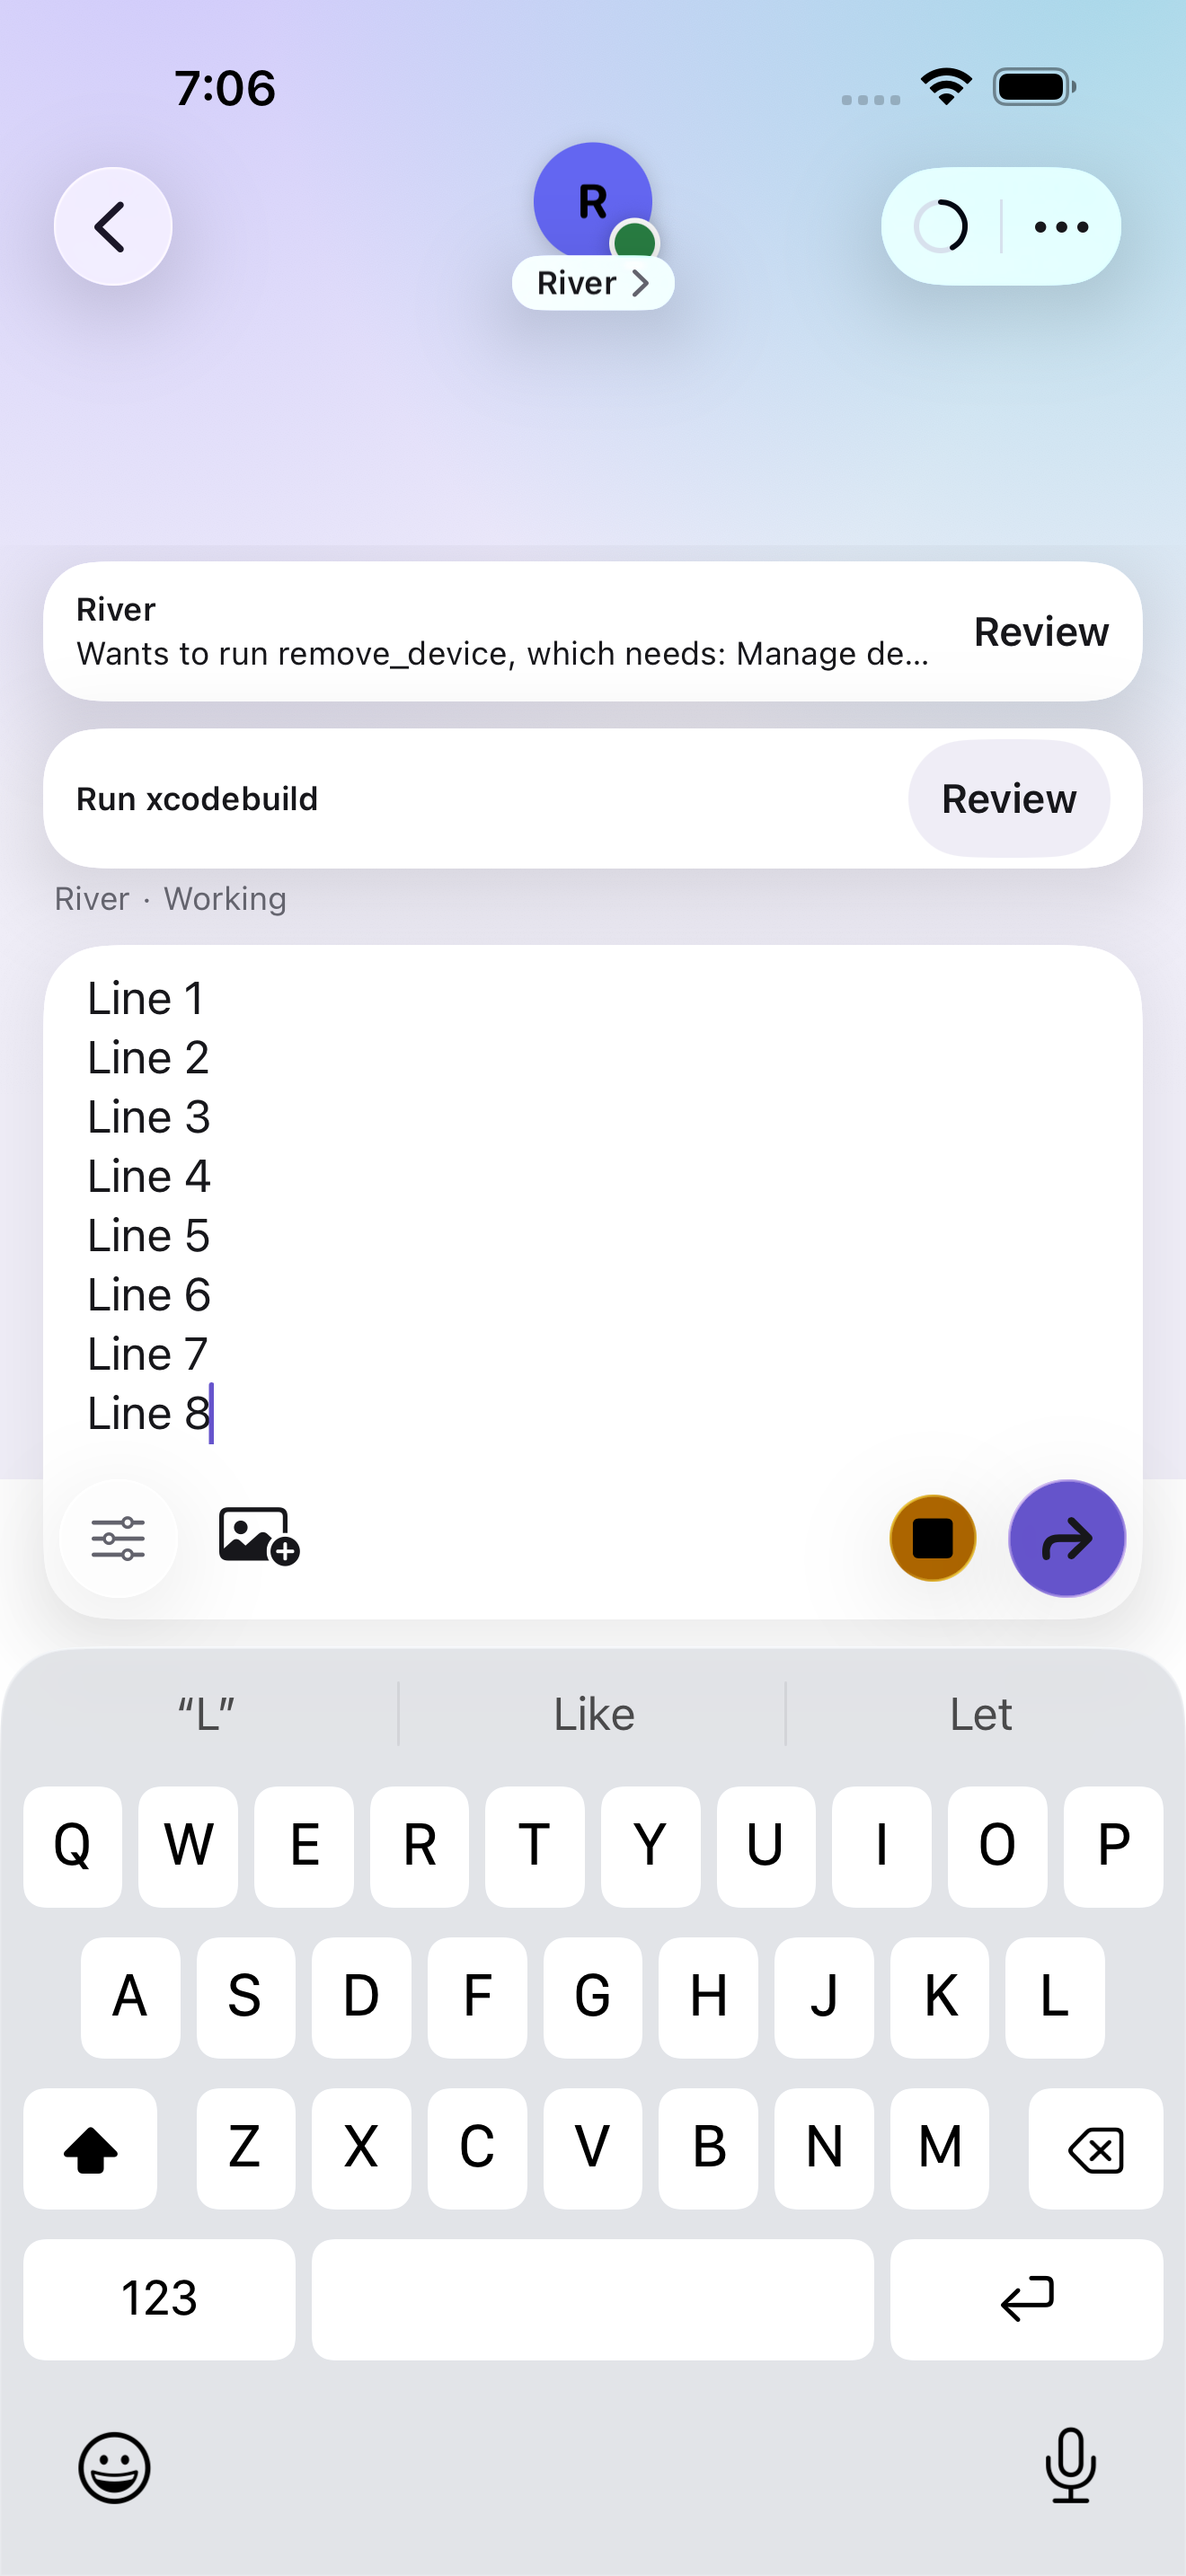 7:06
R
River
River
Wants to run remove_device, which needs: Manage de...
Review
Run xcodebuild
Review
River · Working
Line 1
Line 2
Line 3
Line 4
Line 5
Line 6
Line 7
Line 8
“L”
Like
Let
Q W E R T Y U I O P
A S D F G H J K L
Z X C V B N M
123